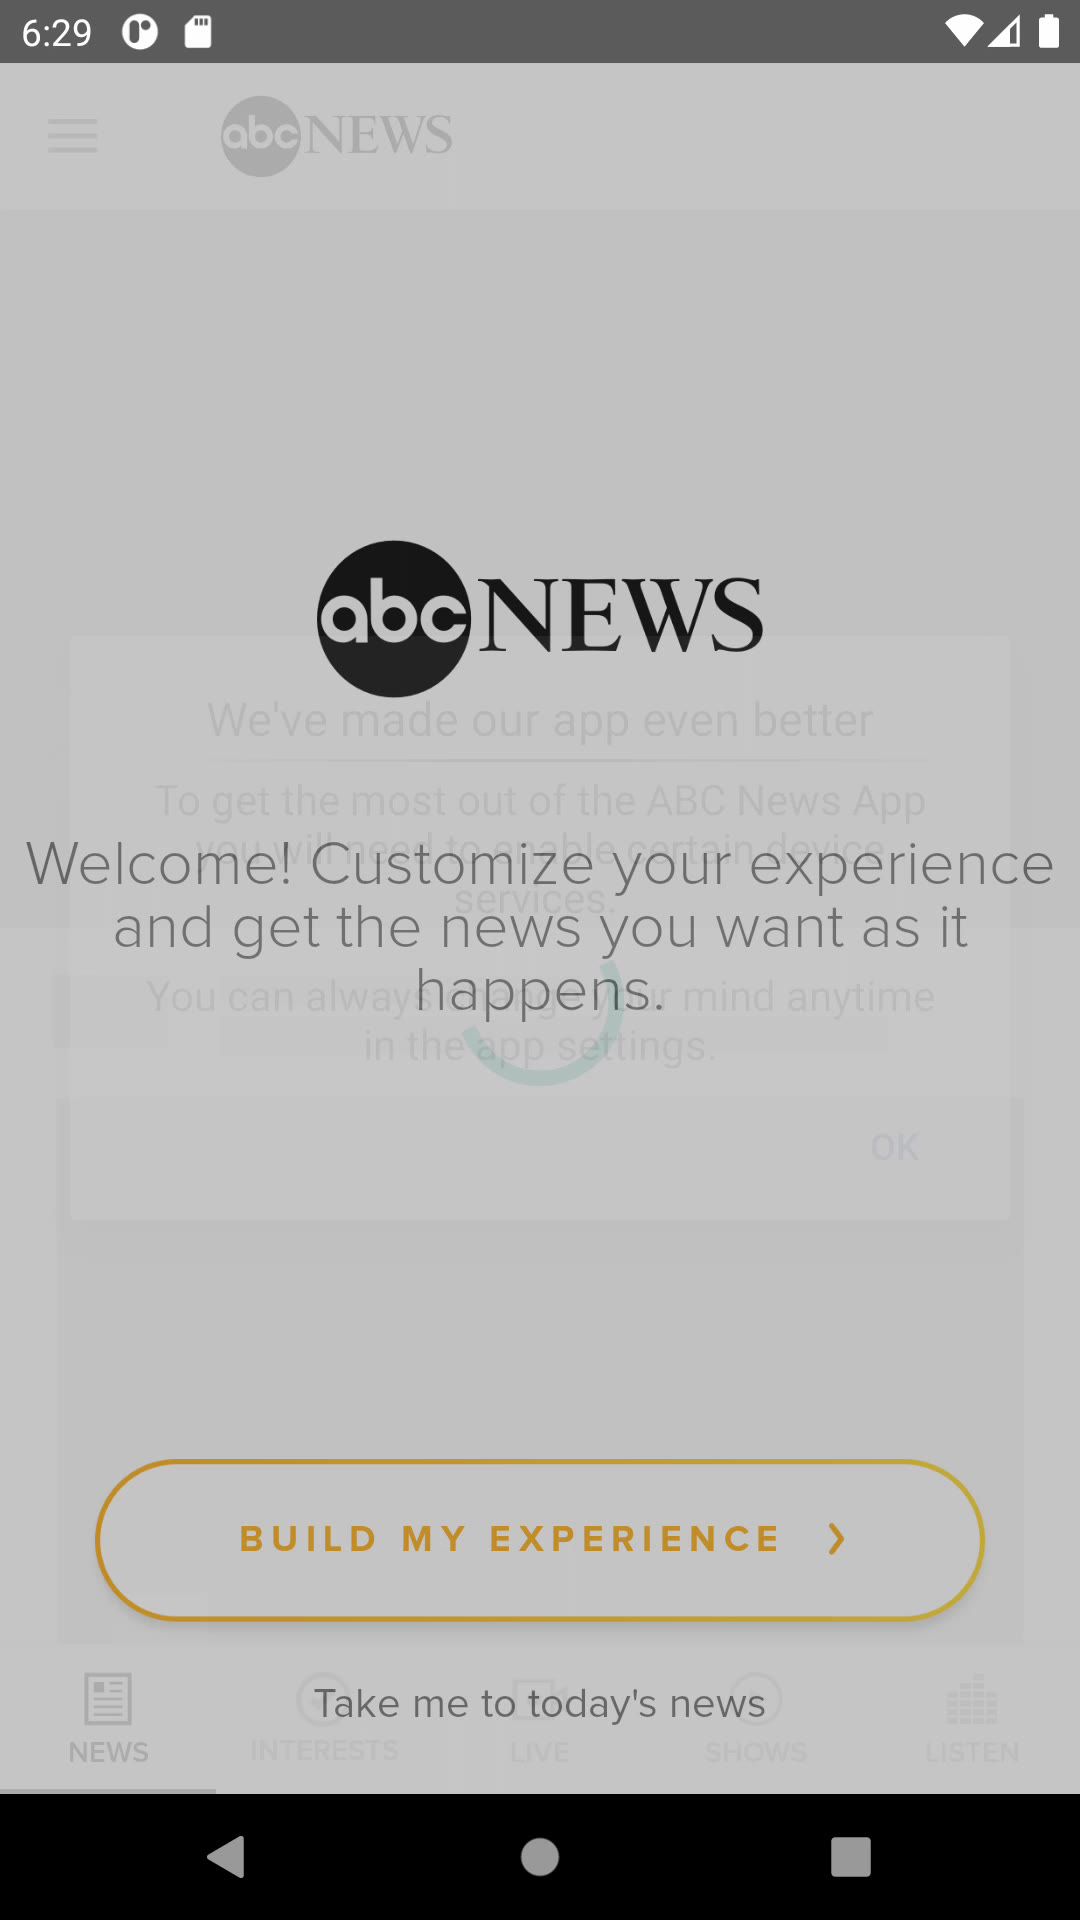 6:29
abc NEWS
abc NEWS
We've made our app even better
To get the most out of the ABC News App
you will need to enable certain device
services.
Welcome! Customize your experience
and get the news you want as it
happens.
You can always change your mind anytime
in the app settings.
OK
BUILD MY EXPERIENCE
Take me to today's news
NEWS
INTERESTS
LIVE
SHOWS
LISTEN